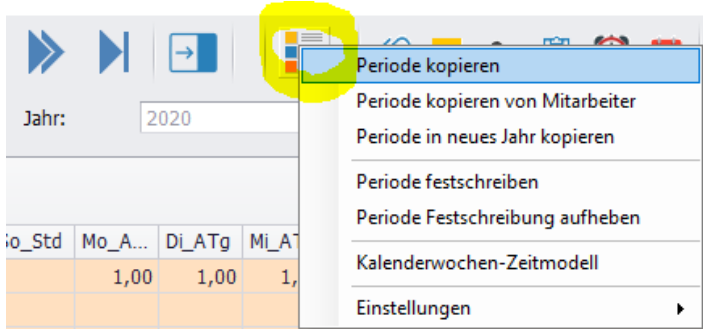 Periode kopieren
Periode kopieren von Mitarbeiter
Jahr:
2020
Periode in neues Jahr kopieren
Periode festschreiben
Periode Festschreibung aufheben
Kalenderwochen-Zeitmodell
Einstellungen
o_Std Mo_A... Di_ATg Mi_AT
1,00 1,00 1,